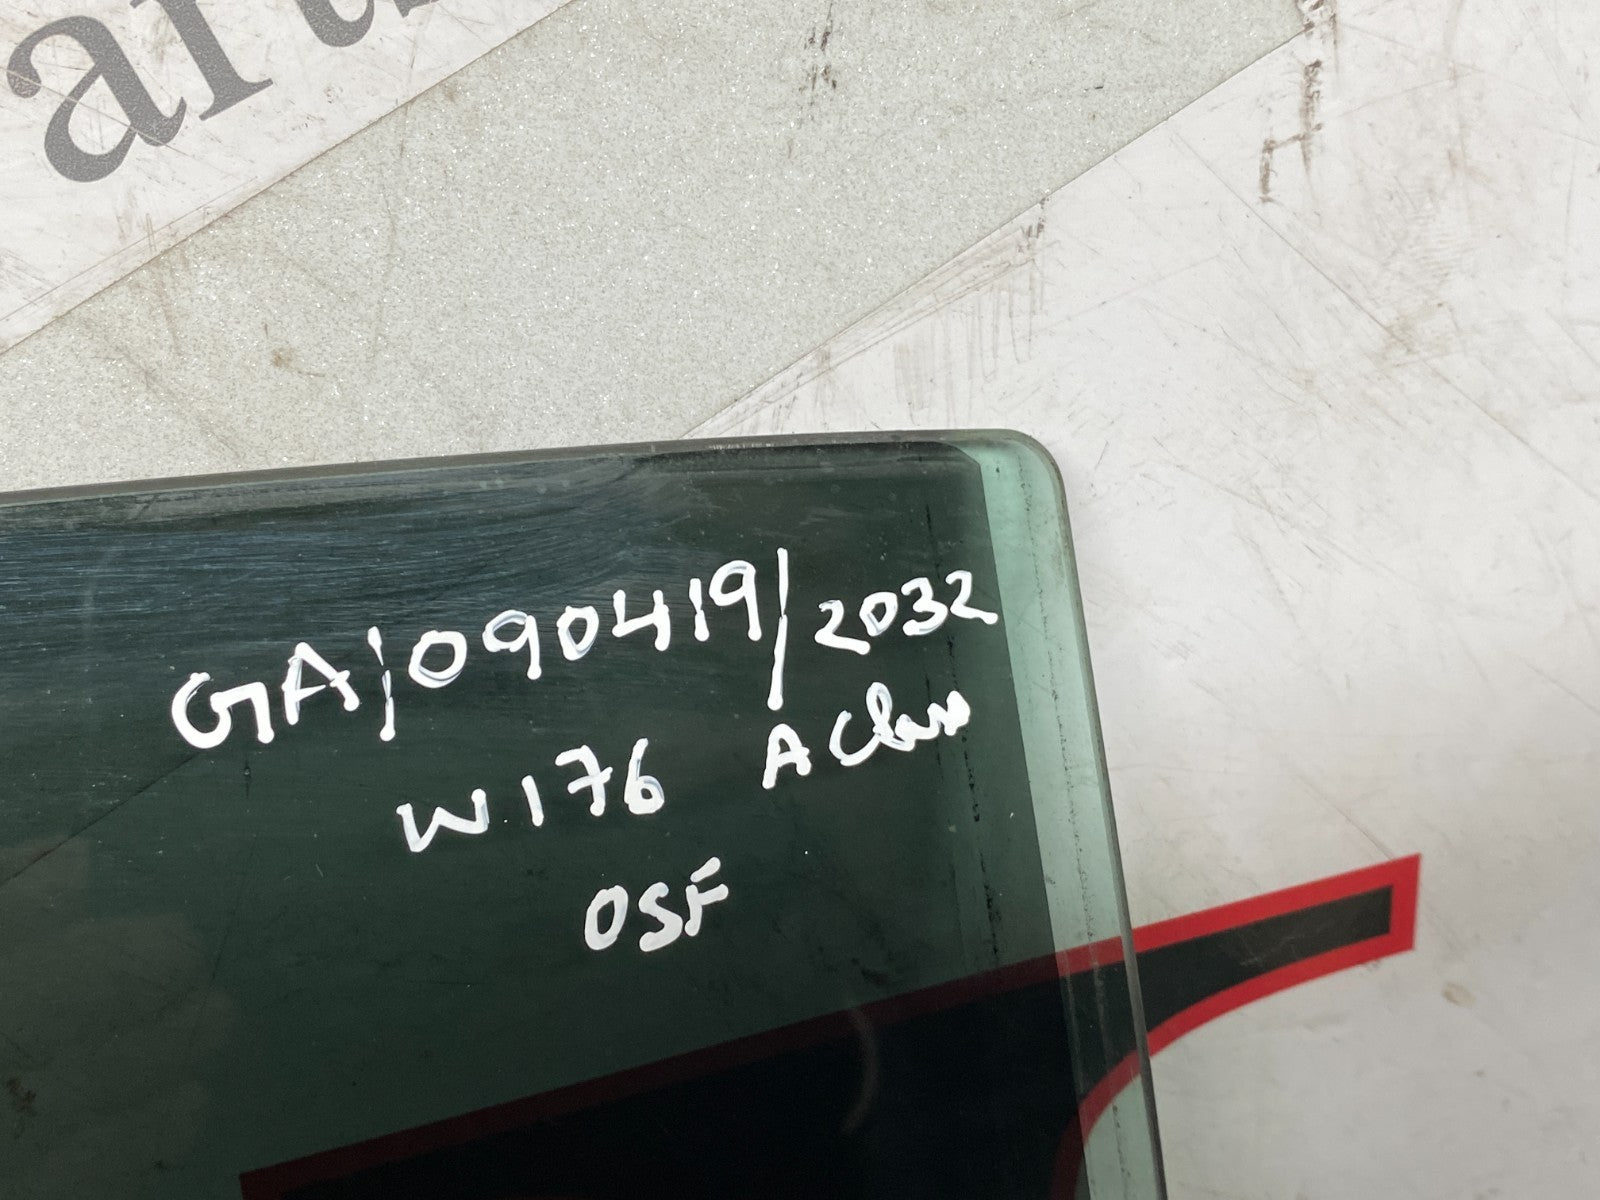 GA/090419/2032
W176 A Class
OSF